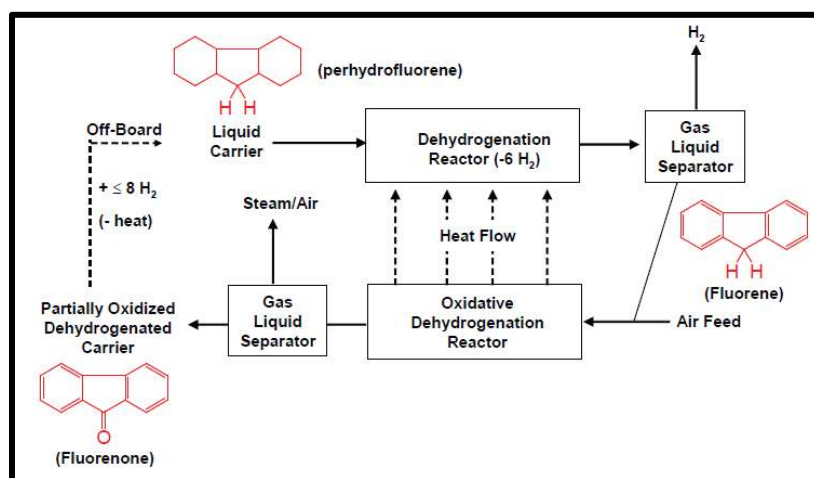 H₂
(perhydrofluorene)
Off-Board
Liquid
Carrier
Dehydrogenation
Reactor (-6 H₂)
Gas
Liquid
Separator
+ ≤ 8 H₂
(- heat)
Steam/Air
Heat Flow
H H
H H
(Fluorene)
Partially Oxidized
Dehydrogenated
Carrier
Gas
Liquid
Separator
Oxidative
Dehydrogenation
Reactor
Air Feed
O
(Fluorenone)